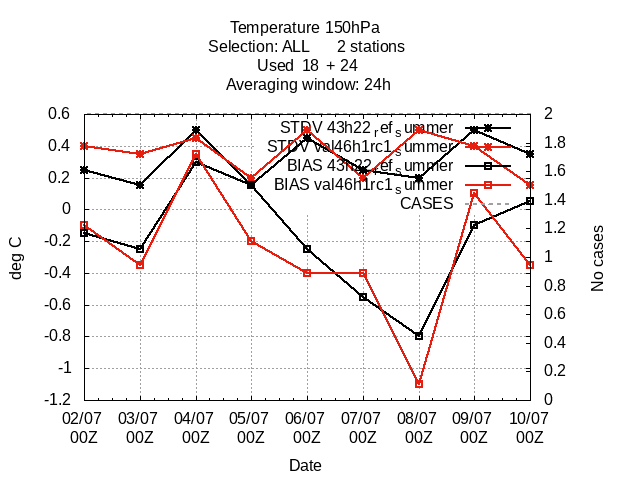 Temperature 150hPa
Selection: ALL 2 stations
Used 18 + 24
Averaging window: 24h
STDV 43h22_ref_summer
STDV val46h1rc1_summer
BIAS 43h22_ref_summer
BIAS val46h1rc1_summer
CASES
0.6
0.4
0.2
0
-0.2
-0.4
-0.6
-0.8
-1
-1.2
deg C
2
1.8
1.6
1.4
1.2
1
0.8
0.6
0.4
0.2
0
No cases
02/07 03/07 04/07 05/07 06/07 07/07 08/07 09/07 10/07
00Z 00Z 00Z 00Z 00Z 00Z 00Z 00Z 00Z
Date